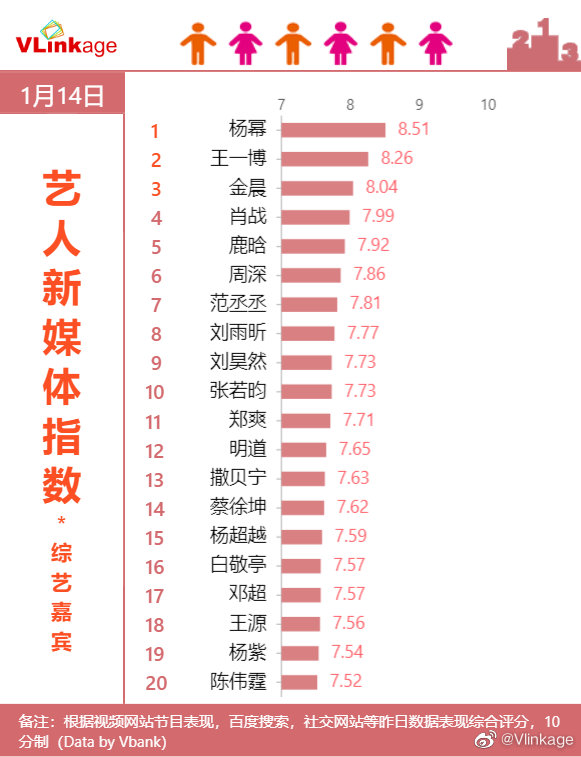 VLinkage
2 1 3
1月14日
艺人新媒体指数
*综艺嘉宾
7 8 9 10
1 杨幂 8.51
2 王一博 8.26
3 金晨 8.04
4 肖战 7.99
5 鹿晗 7.92
6 周深 7.86
7 范丞丞 7.81
8 刘雨昕 7.77
9 刘昊然 7.73
10 张若昀 7.73
11 郑爽 7.71
12 明道 7.65
13 撒贝宁 7.63
14 蔡徐坤 7.62
15 杨超越 7.59
16 白敬亭 7.57
17 邓超 7.57
18 王源 7.56
19 杨紫 7.54
20 陈伟霆 7.52
备注：根据视频网站节目表现，百度搜索，社交网站等昨日数据表现综合评分，10
分制（Data by Vbank）
@Vlinkage